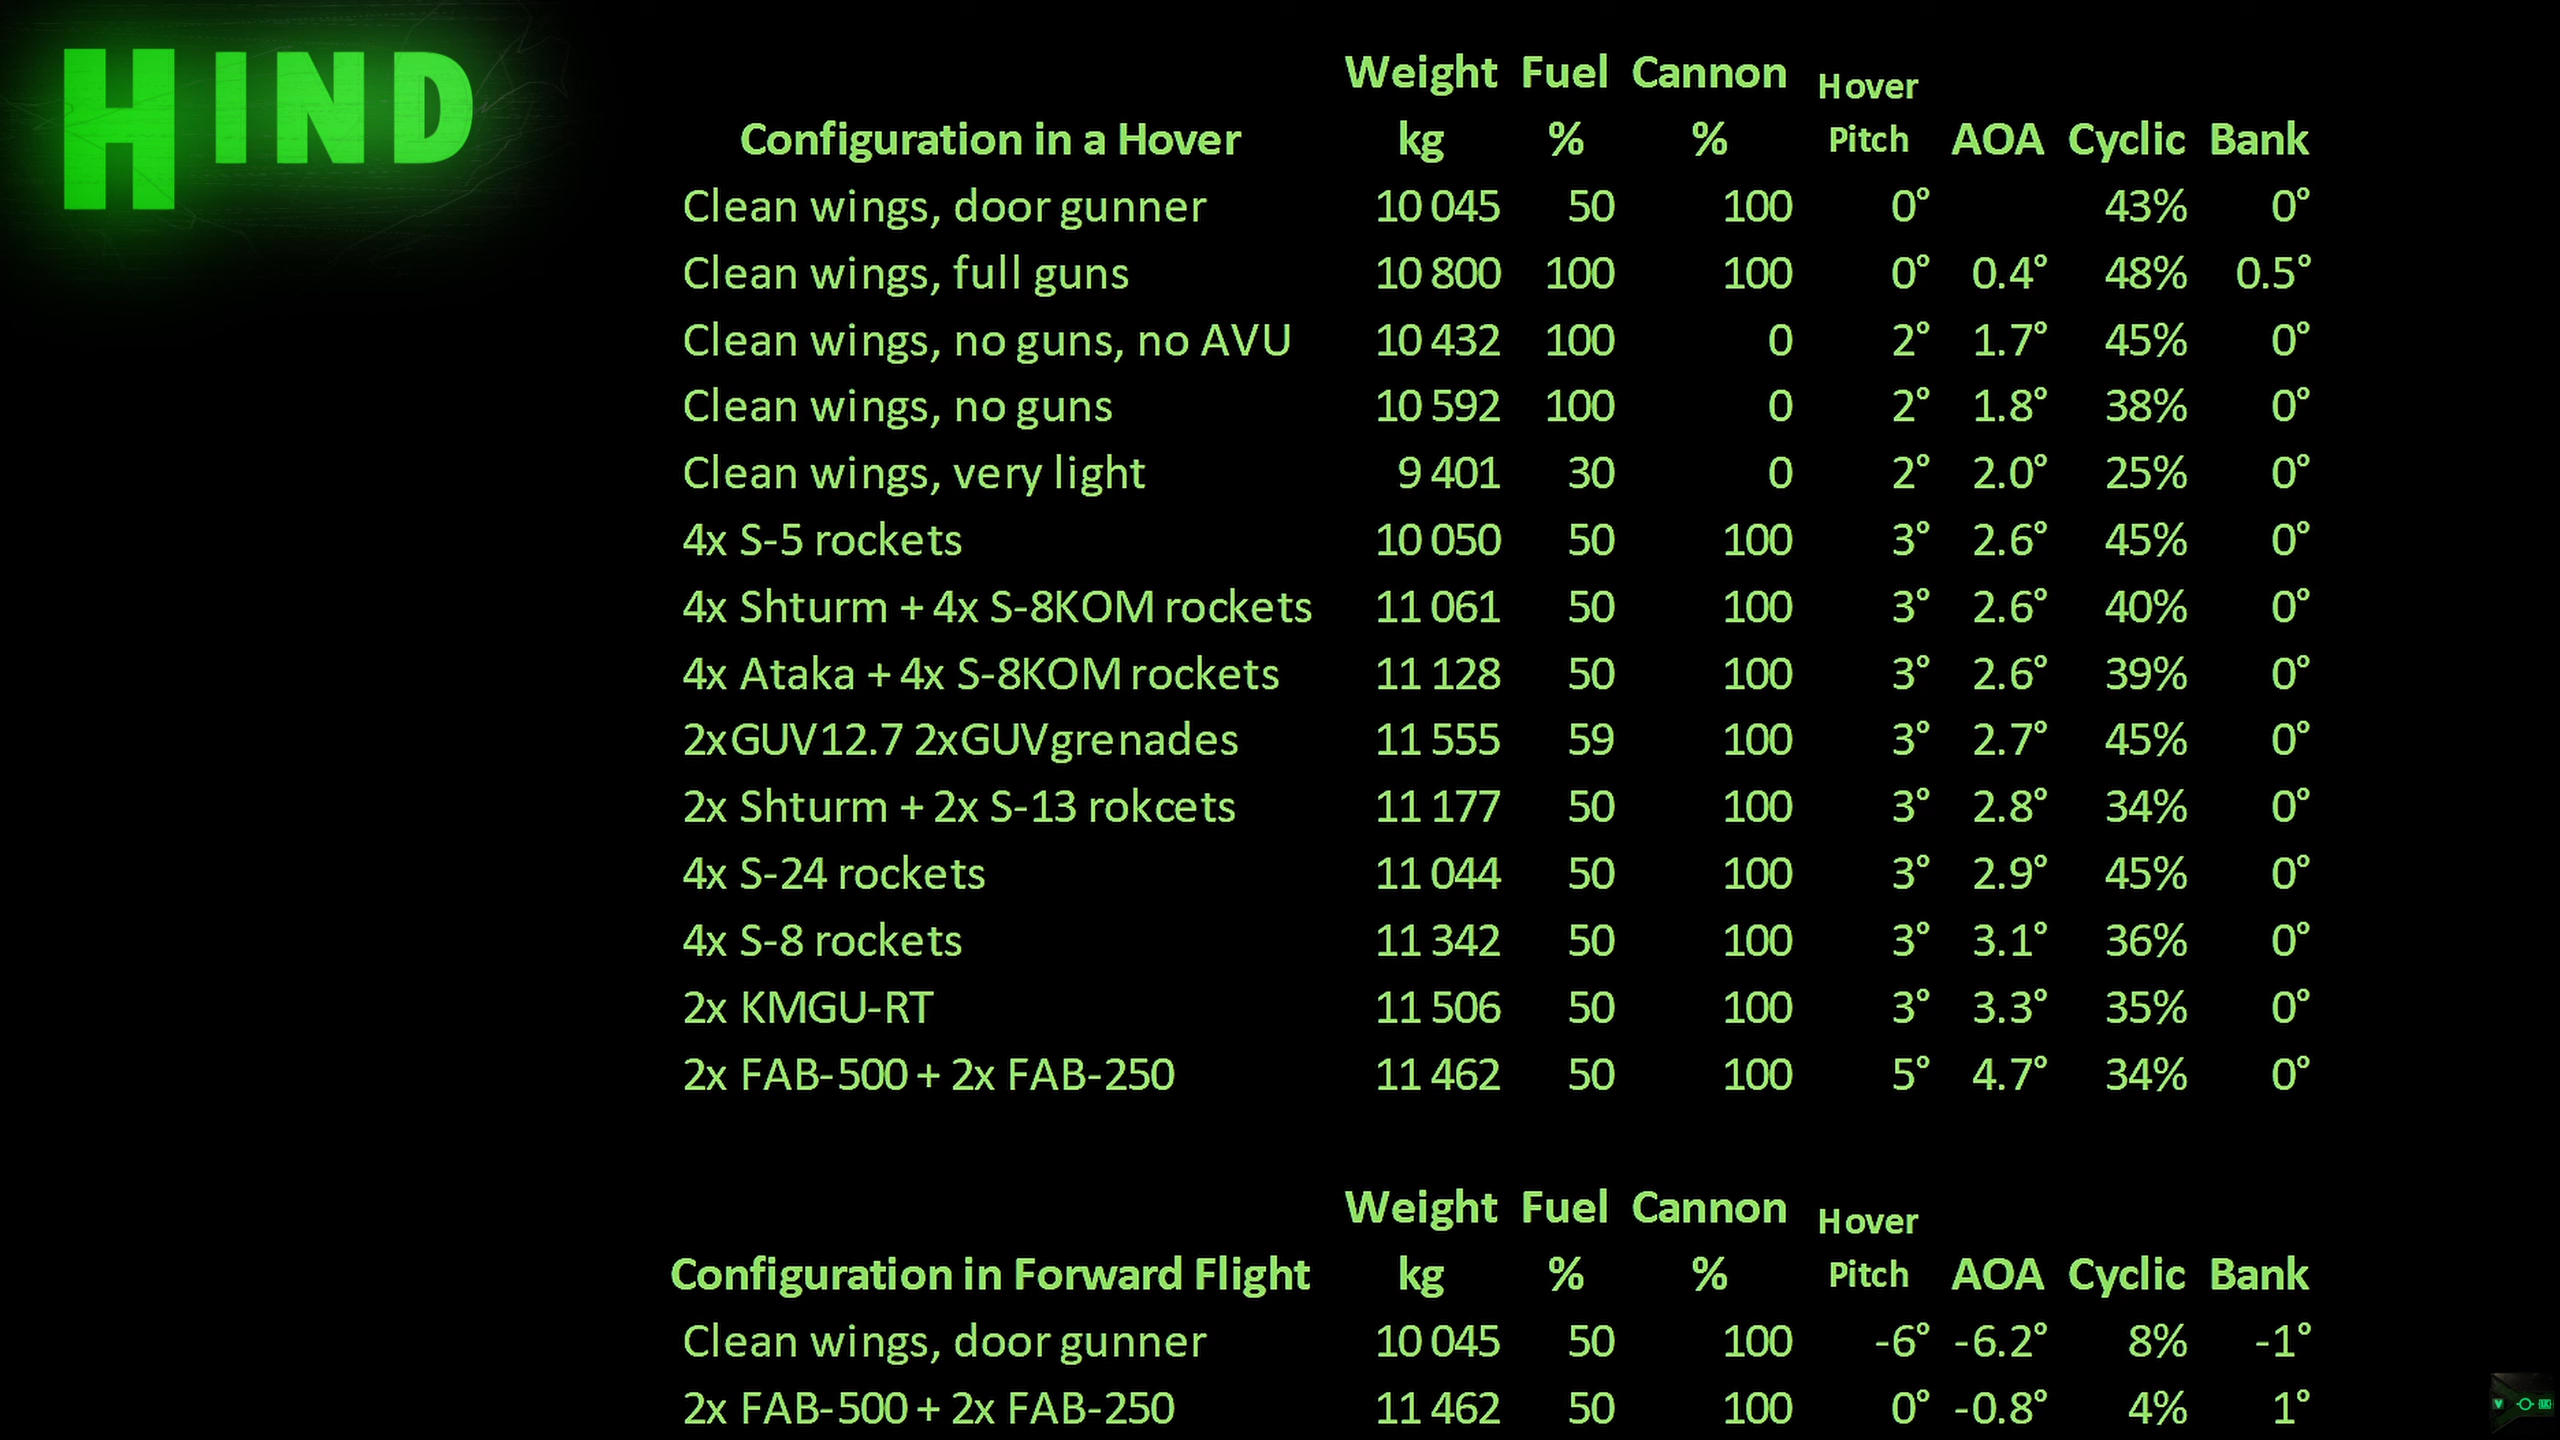 HIND
Weight Fuel Cannon Hover
Configuration in a Hover kg % % Pitch AOA Cyclic Bank
Clean wings, door gunner 10 045 50 100 0° 43% 0°
Clean wings, full guns 10 800 100 100 0° 0.4° 48% 0.5°
Clean wings, no guns, no AVU 10 432 100 0 2° 1.7° 45% 0°
Clean wings, no guns 10 592 100 0 2° 1.8° 38% 0°
Clean wings, very light 9 401 30 0 2° 2.0° 25% 0°
4x S-5 rockets 10 050 50 100 3° 2.6° 45% 0°
4x Shturm + 4x S-8KOM rockets 11 061 50 100 3° 2.6° 40% 0°
4x Ataka + 4x S-8KOM rockets 11 128 50 100 3° 2.6° 39% 0°
2xGUV12.7 2xGUVgrenades 11 555 59 100 3° 2.7° 45% 0°
2x Shturm + 2x S-13 rokcets 11 177 50 100 3° 2.8° 34% 0°
4x S-24 rockets 11 044 50 100 3° 2.9° 45% 0°
4x S-8 rockets 11 342 50 100 3° 3.1° 36% 0°
2x KMGU-RT 11 506 50 100 3° 3.3° 35% 0°
2x FAB-500 + 2x FAB-250 11 462 50 100 5° 4.7° 34% 0°
Weight Fuel Cannon Hover
Configuration in Forward Flight kg % % Pitch AOA Cyclic Bank
Clean wings, door gunner 10 045 50 100 -6° -6.2° 8% -1°
2x FAB-500 + 2x FAB-250 11 462 50 100 0° -0.8° 4% 1°